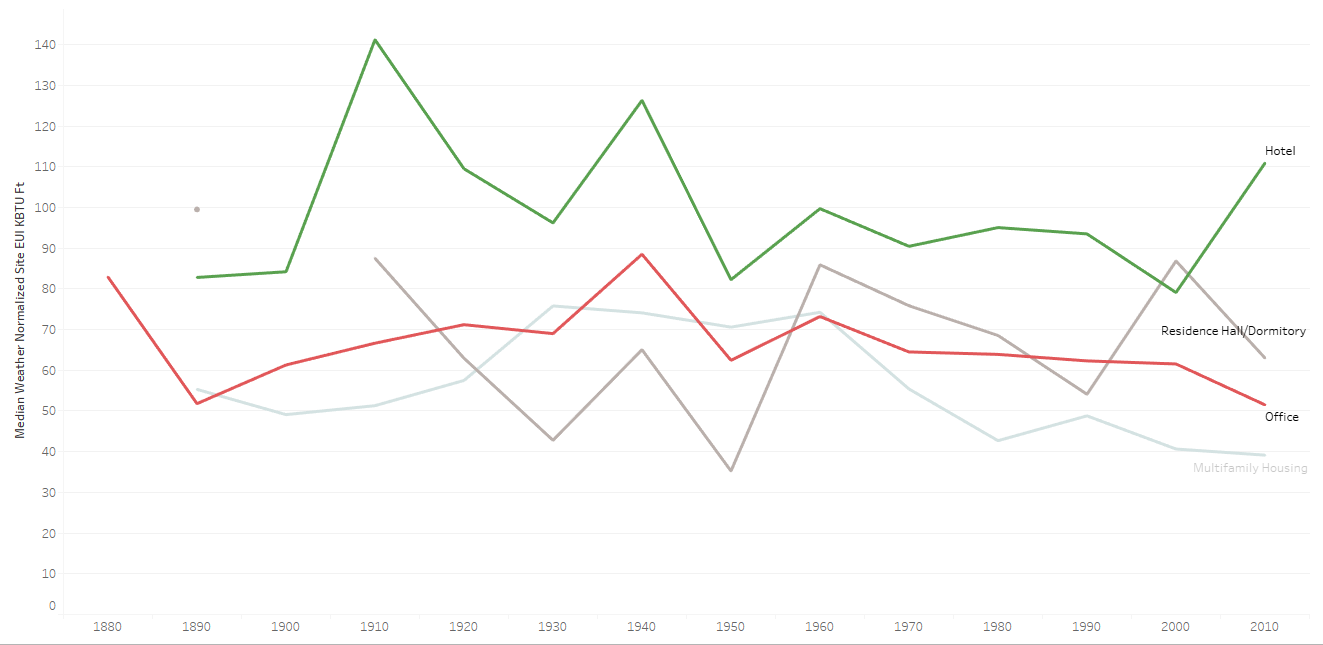 Median Weather Normalized Site EUI KBTU Ft
140
130
120
110
100
90
80
70
60
50
40
30
20
10
0
Hotel
Residence Hall/Dormitory
Office
Multifamily Housing
1880 1890 1900 1910 1920 1930 1940 1950 1960 1970 1980 1990 2000 2010